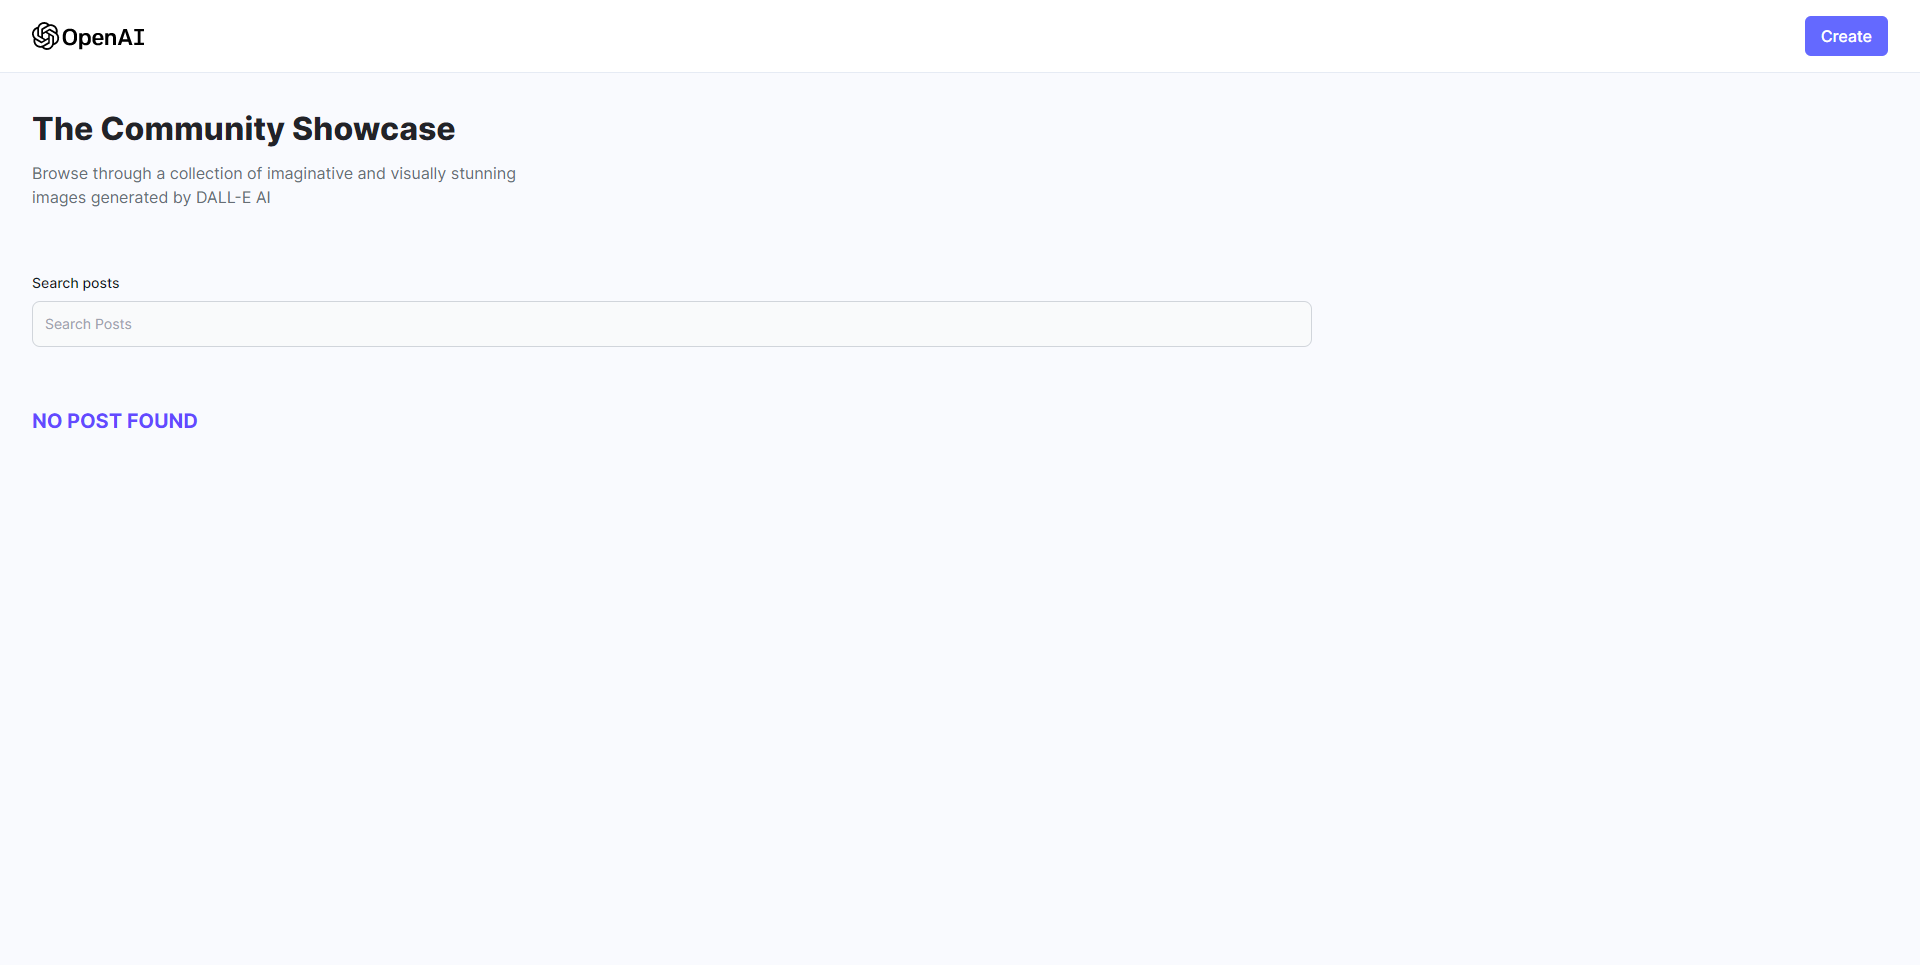 OpenAI
Create
The Community Showcase
Browse through a collection of imaginative and visually stunning
images generated by DALL-E AI
Search posts
Search Posts
NO POST FOUND